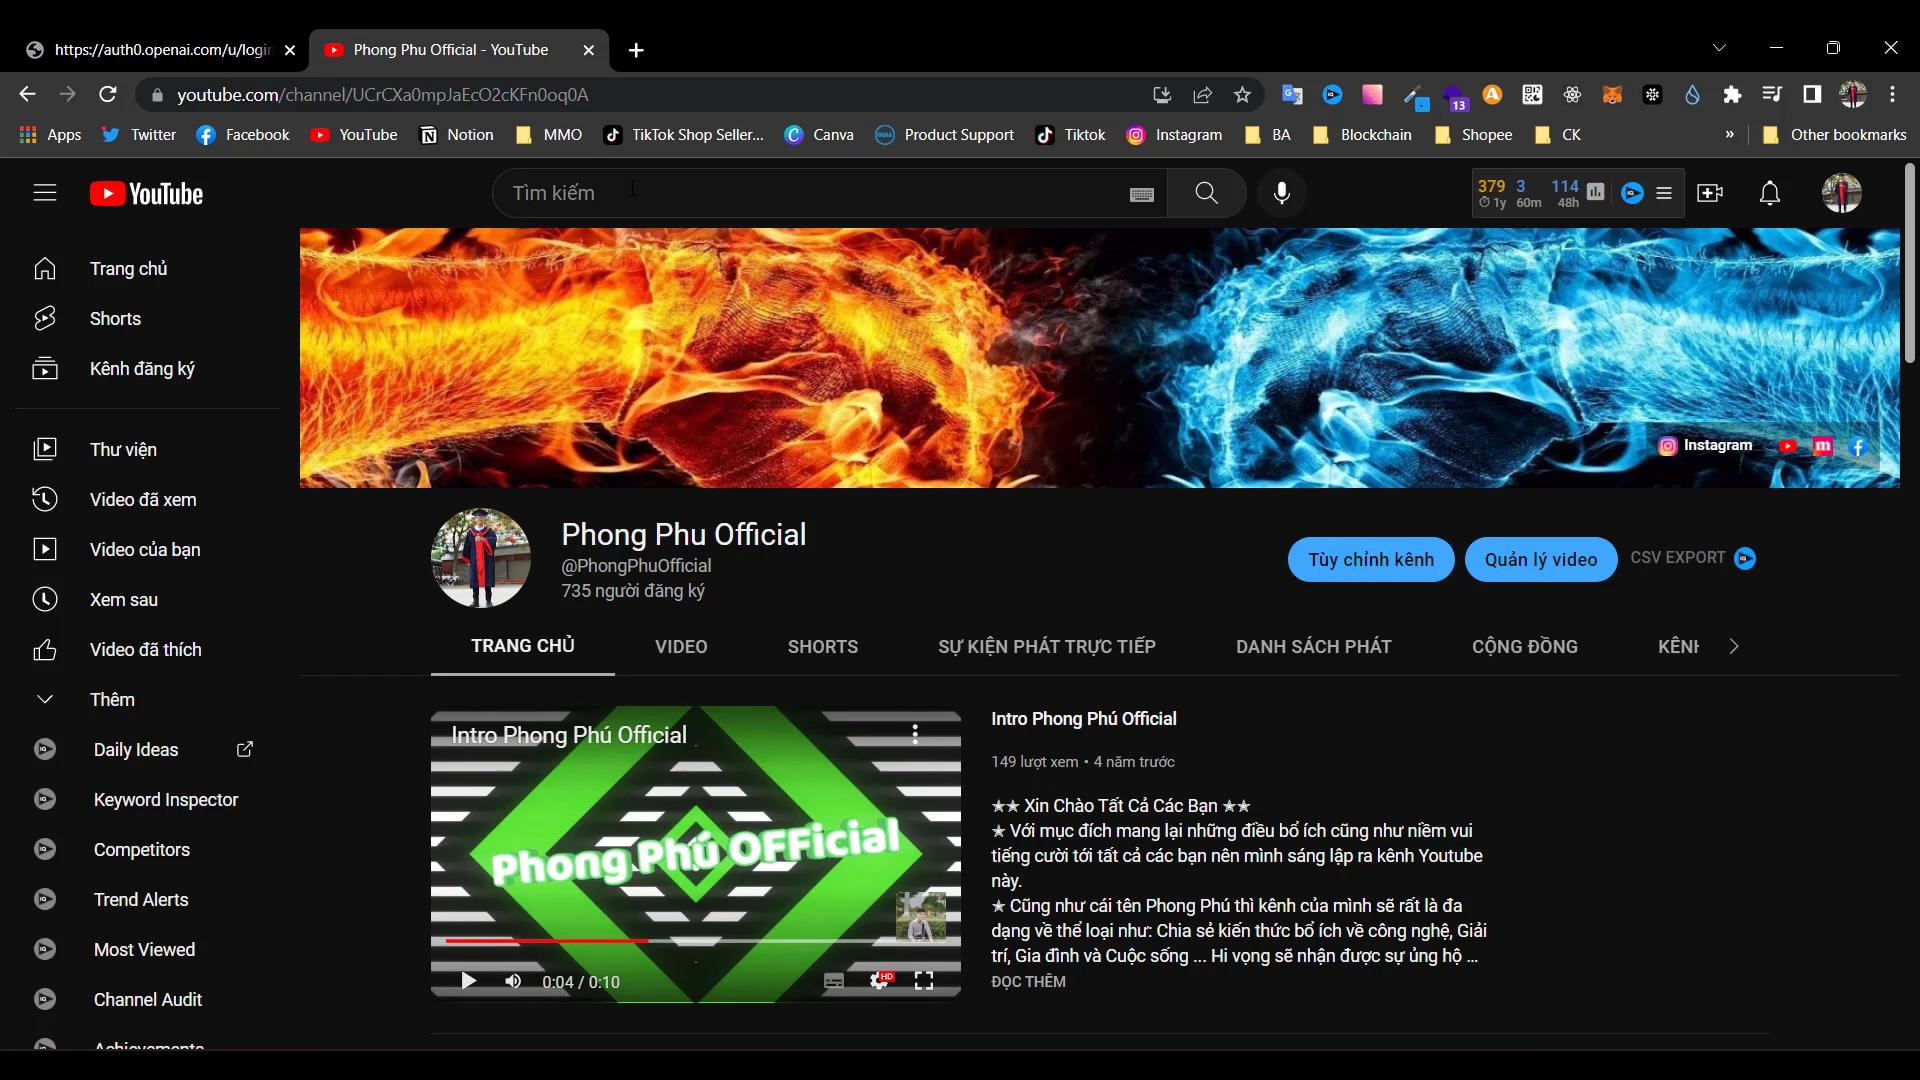 https://auth0.openai.com/u/login
Phong Phu Official - YouTube
youtube.com/channel/UCrCXa0mpJaEcO2cKFn0oq0A
13
Apps
Twitter
Facebook
YouTube
Notion
MMO
TikTok Shop Seller...
Canva
Product Support
Tiktok
Instagram
BA
Blockchain
Shopee
CK
»
Other bookmarks
YouTube
Tìm kiếm
379 3 114
1y 60m 48h
Trang chủ
Shorts
Kênh đăng ký
Thư viện
Video đã xem
Video của bạn
Xem sau
Video đã thích
Thêm
Daily Ideas
Keyword Inspector
Competitors
Trend Alerts
Most Viewed
Channel Audit
Achievements
Instagram
Phong Phu Official
@PhongPhuOfficial
735 người đăng ký
Tùy chỉnh kênh
Quản lý video
CSV EXPORT
TRANG CHỦ
VIDEO
SHORTS
SỰ KIỆN PHÁT TRỰC TIẾP
DANH SÁCH PHÁT
CỘNG ĐỒNG
KÊNH
Intro Phong Phú Official
Phong Phú OFFicial
0:04 / 0:10
HD
Intro Phong Phú Official
149 lượt xem • 4 năm trước
★★ Xin Chào Tất Cả Các Bạn ★★
★ Với mục đích mang lại những điều bổ ích cũng như niềm vui
tiếng cười tới tất cả các bạn nên mình sáng lập ra kênh Youtube
này.
★ Cũng như cái tên Phong Phú thì kênh của mình sẽ rất là đa
dạng về thể loại như: Chia sẻ kiến thức bổ ích về công nghệ, Giải
trí, Gia đình và Cuộc sống ... Hi vọng sẽ nhận được sự ủng hộ ...
ĐỌC THÊM